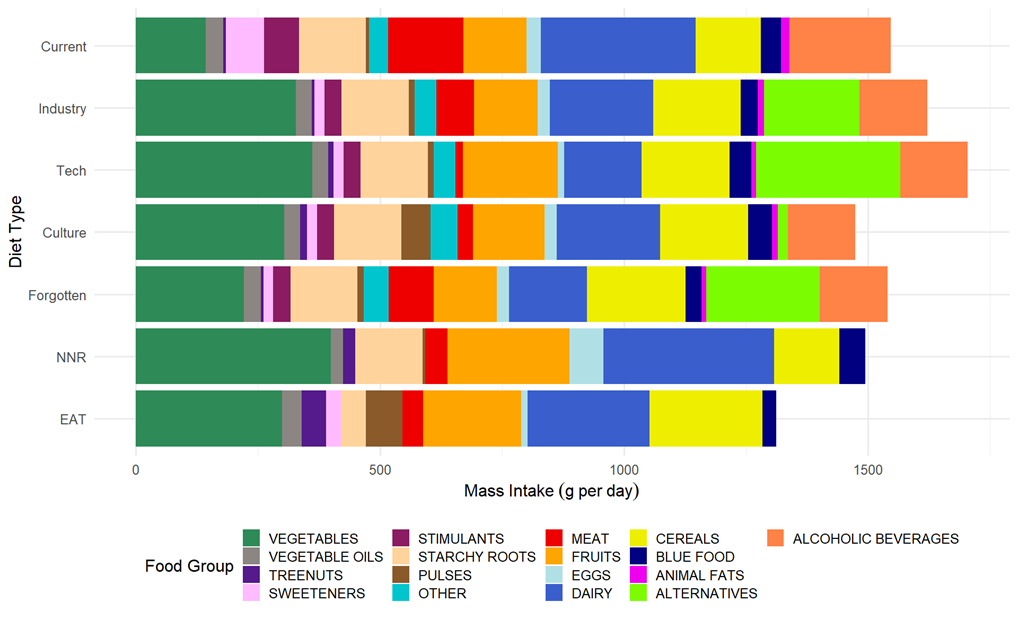 Diet Type
Current
Industry
Tech
Culture
Forgotten
NNR
EAT
0 500 1000 1500
Mass Intake (g per day)
Food Group
VEGETABLES STIMULANTS MEAT CEREALS ALCOHOLIC BEVERAGES
VEGETABLE OILS STARCHY ROOTS FRUITS BLUE FOOD
TREENUTS PULSES EGGS ANIMAL FATS
SWEETENERS OTHER DAIRY ALTERNATIVES